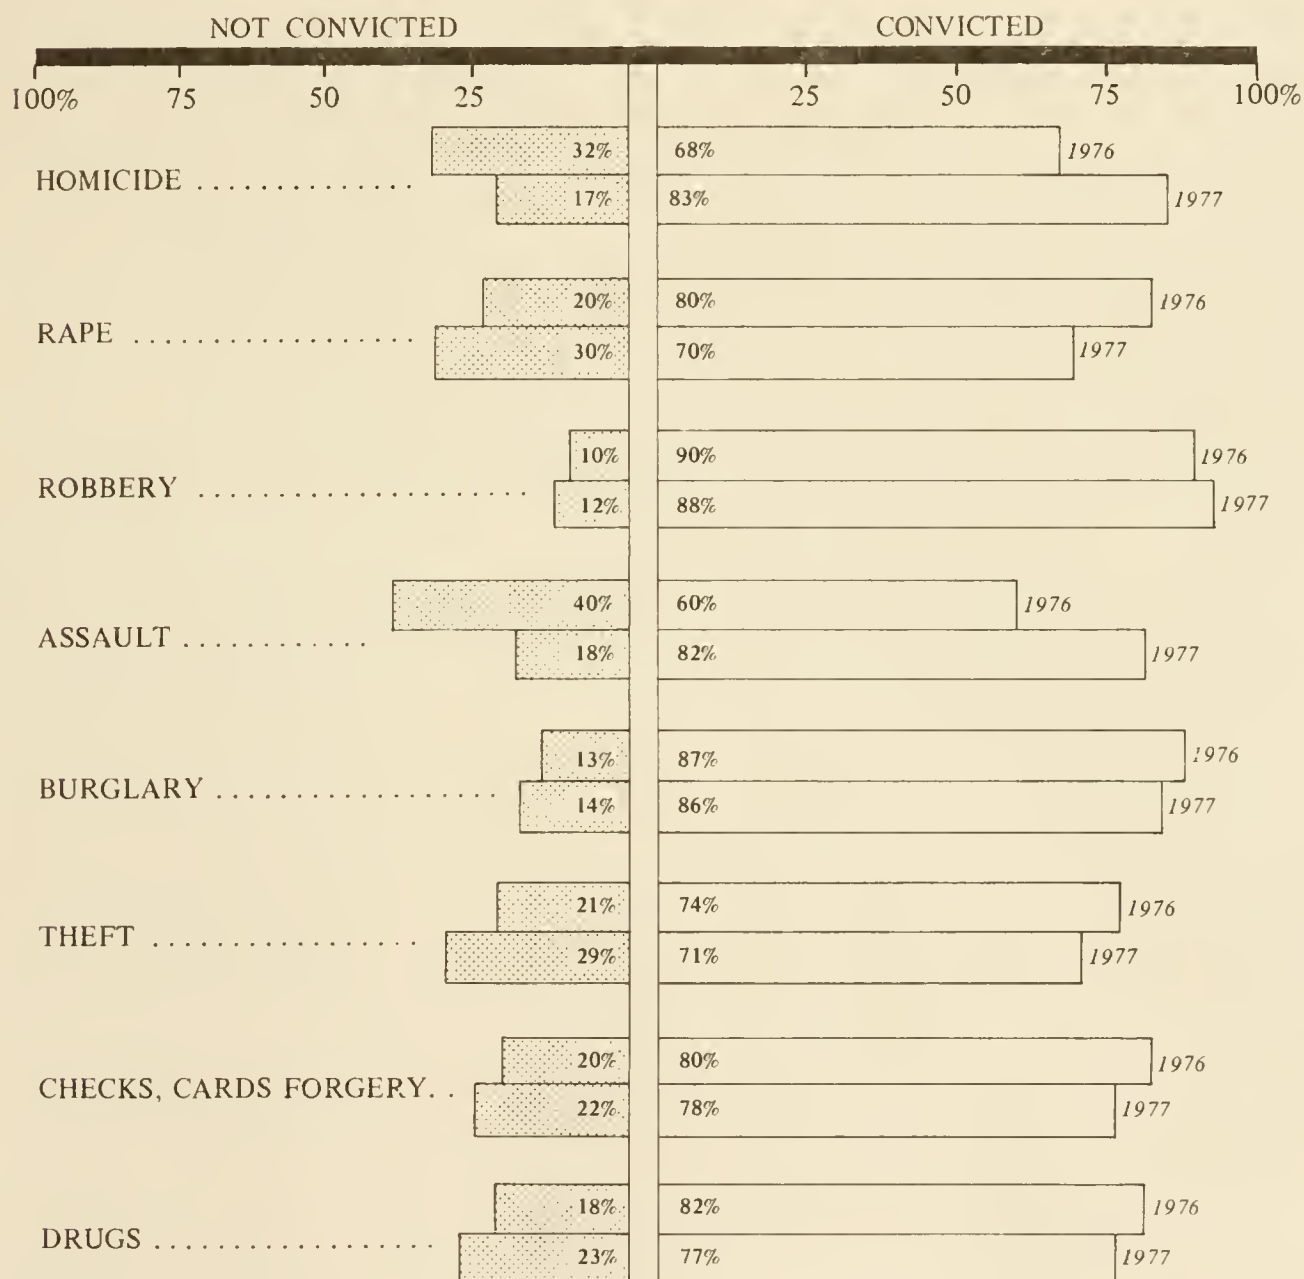 NOT CONVICTED CONVICTED
100% 75 50 25 25 50 75 100%
32% 68% 1976
HOMICIDE ..............
17% 83% 1977
20% 80% 1976
RAPE ..................
30% 70% 1977
10% 90% 1976
ROBBERY .....................
12% 88% 1977
40% 60% 1976
ASSAULT ............
18% 82% 1977
13% 87% 1976
BURGLARY ..................
14% 86% 1977
21% 74% 1976
THEFT .................
29% 71% 1977
20% 80% 1976
CHECKS, CARDS FORGERY. .
22% 78% 1977
18% 82% 1976
DRUGS ..................
23% 77% 1977